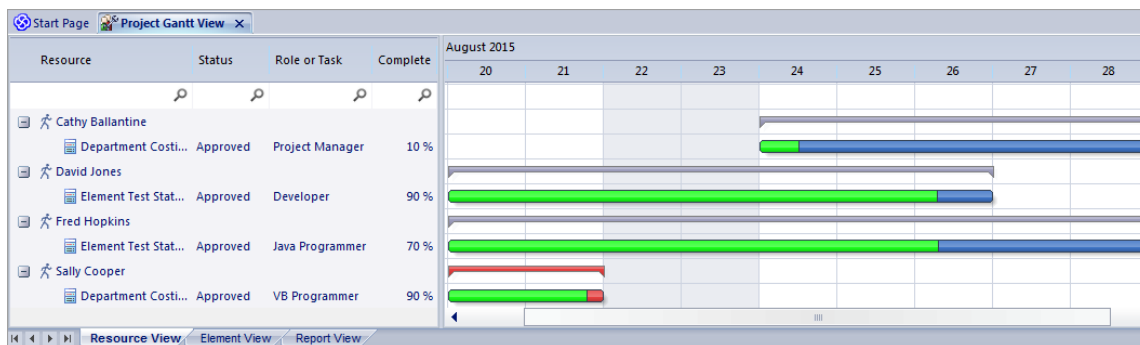 Start Page Project Gantt View X
August 2015
Resource Status Role or Task Complete
20 21 22 23 24 25 26 27 28
Cathy Ballantine
Department Costi... Approved Project Manager 10 %
David Jones
Element Test Stat... Approved Developer 90 %
Fred Hopkins
Element Test Stat... Approved Java Programmer 70 %
Sally Cooper
Department Costi... Approved VB Programmer 90 %
Resource View Element View Report View